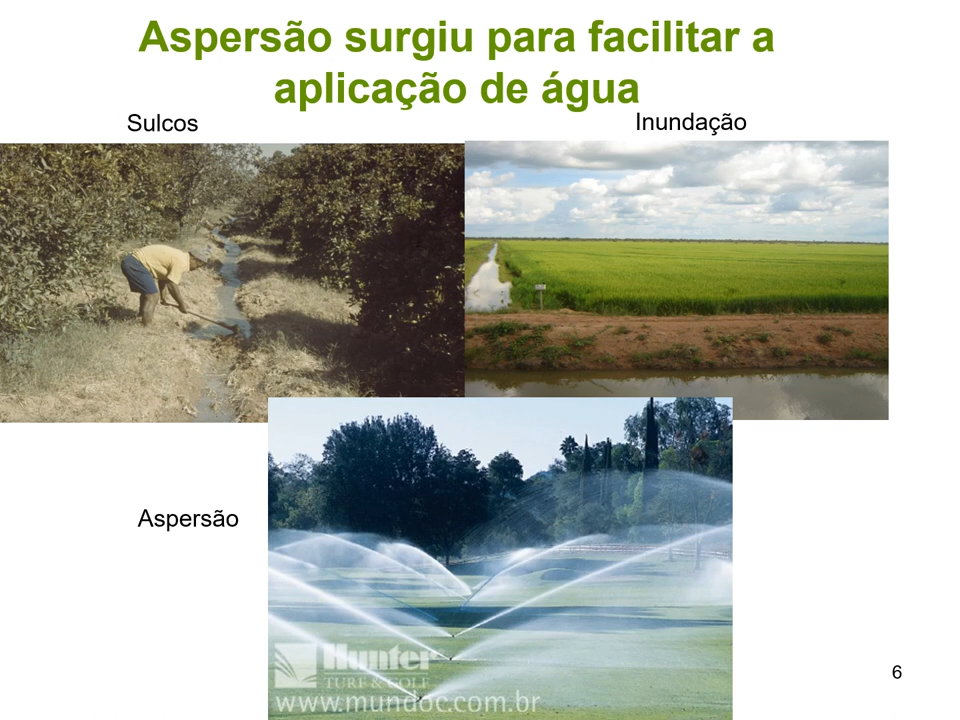 Aspersão surgiu para facilitar a
aplicação de água
Sulcos
Inundação
Aspersão
Hunter
TURF & GOLF
www.mundoc.com.br
6